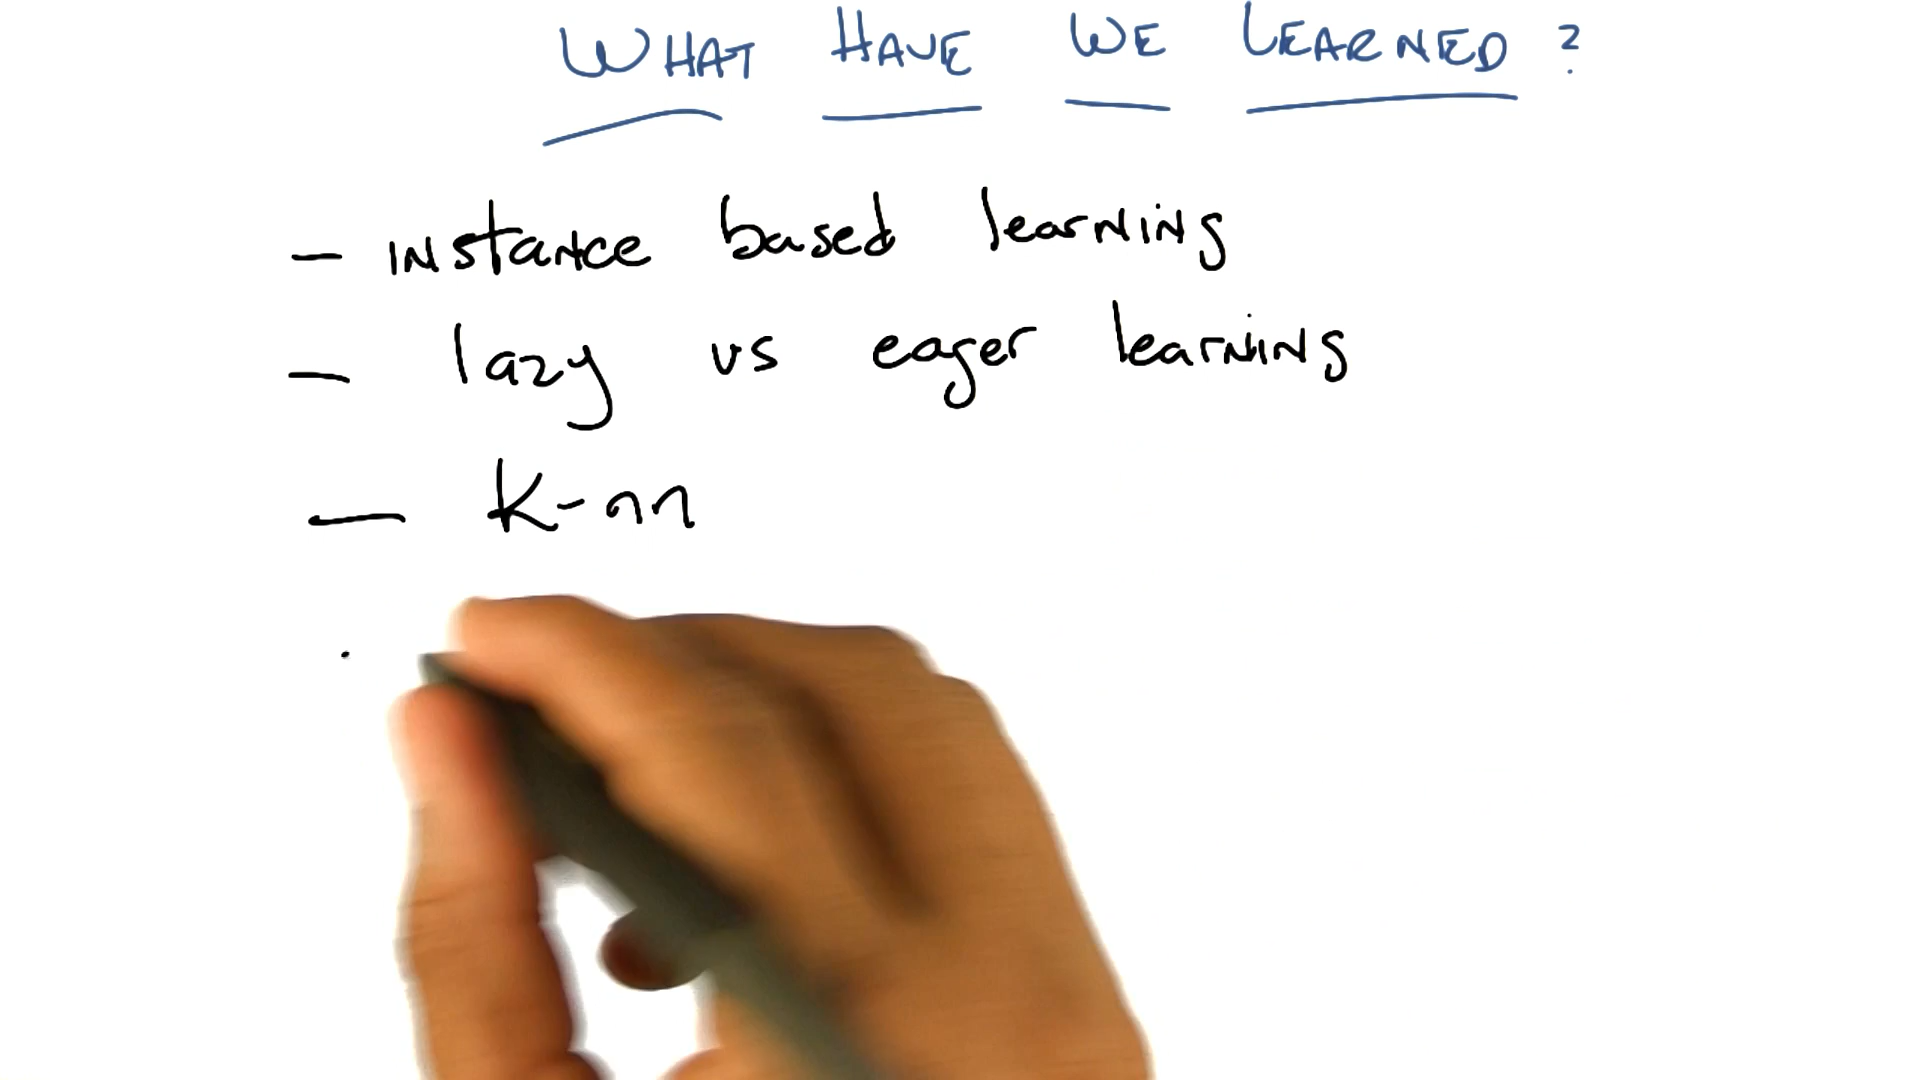 WHAT HAVE WE LEARNED?
- instance based learning
- lazy vs eager learning
- K-nn